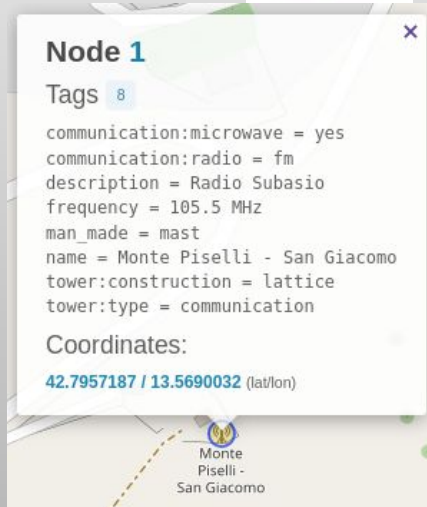 Node 1
×
Tags 8
communication:microwave = yes
communication:radio = fm
description = Radio Subasio
frequency = 105.5 MHz
man_made = mast
name = Monte Piselli - San Giacomo
tower:construction = lattice
tower:type = communication
Coordinates:
42.7957187 / 13.5690032 (lat/lon)
Monte
Piselli -
San Giacomo